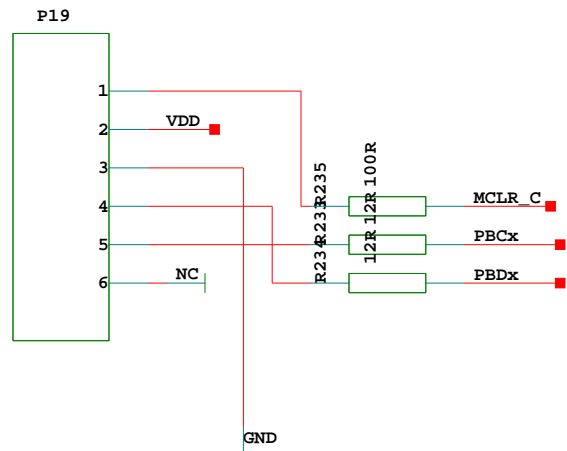 P19
1
2
VDD
3
4
5
6
NC
R235
100R
MCLR_C
R233
12R
PBCx
R234
12R
PBDx
GND